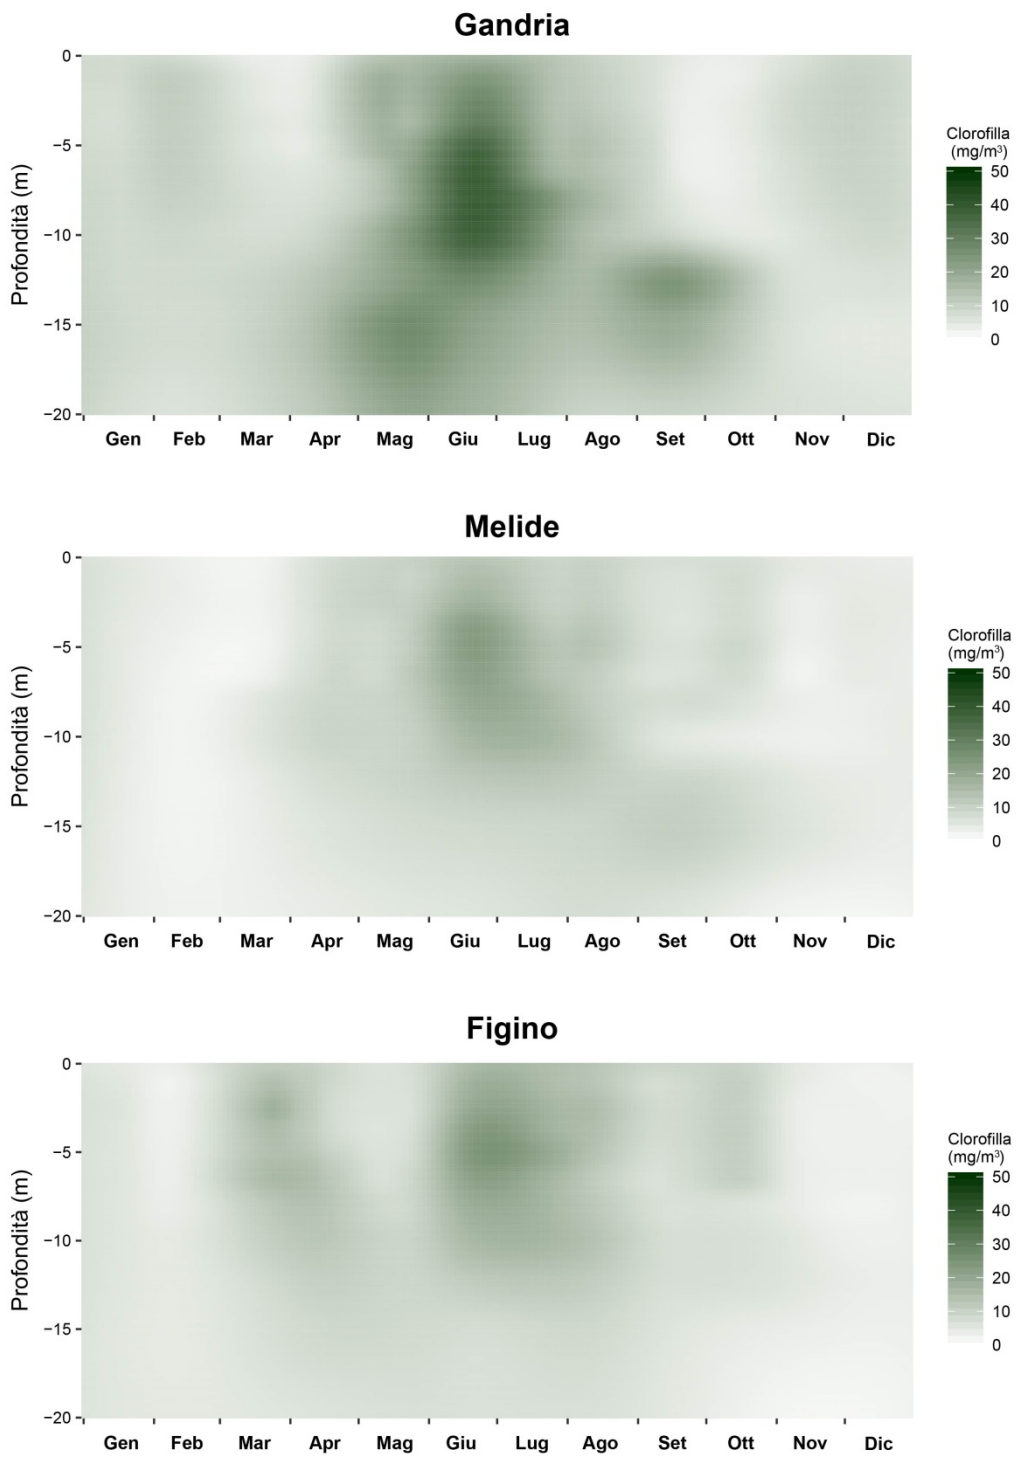 Gandria
0
−5
−10
−15
−20
Profondità (m)
Gen Feb Mar Apr Mag Giu Lug Ago Set Ott Nov Dic
Clorofilla
(mg/m³)
50
40
30
20
10
0
Melide
0
−5
−10
−15
−20
Profondità (m)
Gen Feb Mar Apr Mag Giu Lug Ago Set Ott Nov Dic
Clorofilla
(mg/m³)
50
40
30
20
10
0
Figino
0
−5
−10
−15
−20
Profondità (m)
Gen Feb Mar Apr Mag Giu Lug Ago Set Ott Nov Dic
Clorofilla
(mg/m³)
50
40
30
20
10
0